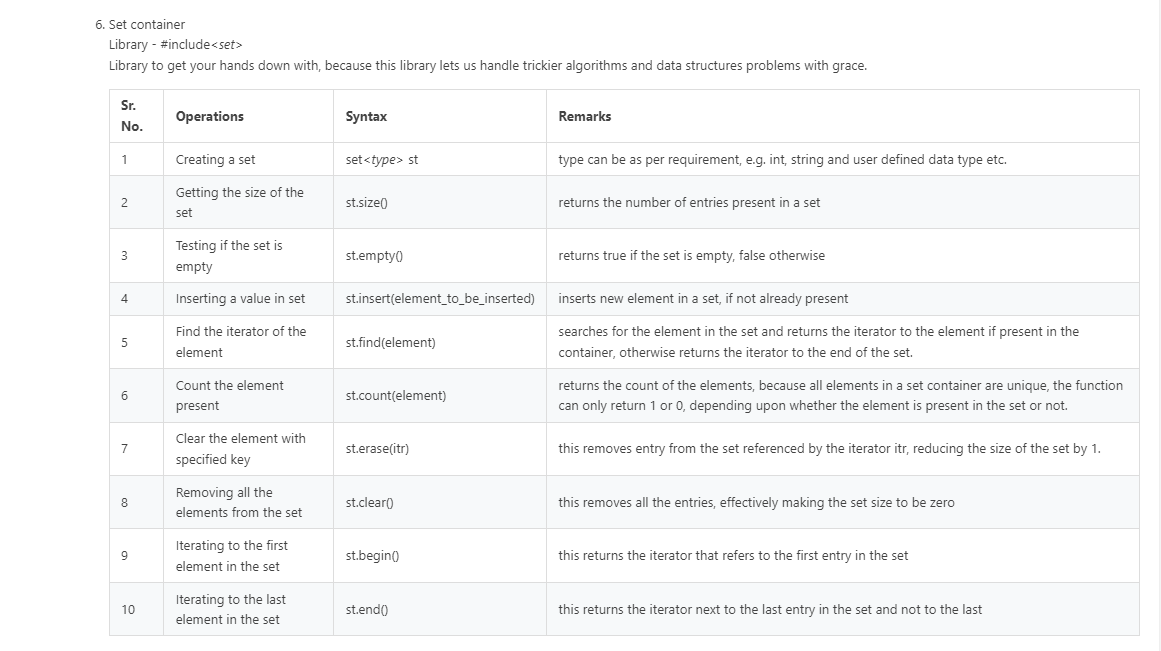 6. Set container
Library - #include<set>
Library to get your hands down with, because this library lets us handle trickier algorithms and data structures problems with grace.
Sr.
No.
Operations
Syntax
Remarks
1
Creating a set
set<type> st
type can be as per requirement, e.g. int, string and user defined data type etc.
2
Getting the size of the
set
st.size()
returns the number of entries present in a set
3
Testing if the set is
empty
st.empty()
returns true if the set is empty, false otherwise
4
Inserting a value in set
st.insert(element_to_be_inserted)
inserts new element in a set, if not already present
5
Find the iterator of the
element
st.find(element)
searches for the element in the set and returns the iterator to the element if present in the
container, otherwise returns the iterator to the end of the set.
6
Count the element
present
st.count(element)
returns the count of the elements, because all elements in a set container are unique, the function
can only return 1 or 0, depending upon whether the element is present in the set or not.
7
Clear the element with
specified key
st.erase(itr)
this removes entry from the set referenced by the iterator itr, reducing the size of the set by 1.
8
Removing all the
elements from the set
st.clear()
this removes all the entries, effectively making the set size to be zero
9
Iterating to the first
element in the set
st.begin()
this returns the iterator that refers to the first entry in the set
10
Iterating to the last
element in the set
st.end()
this returns the iterator next to the last entry in the set and not to the last